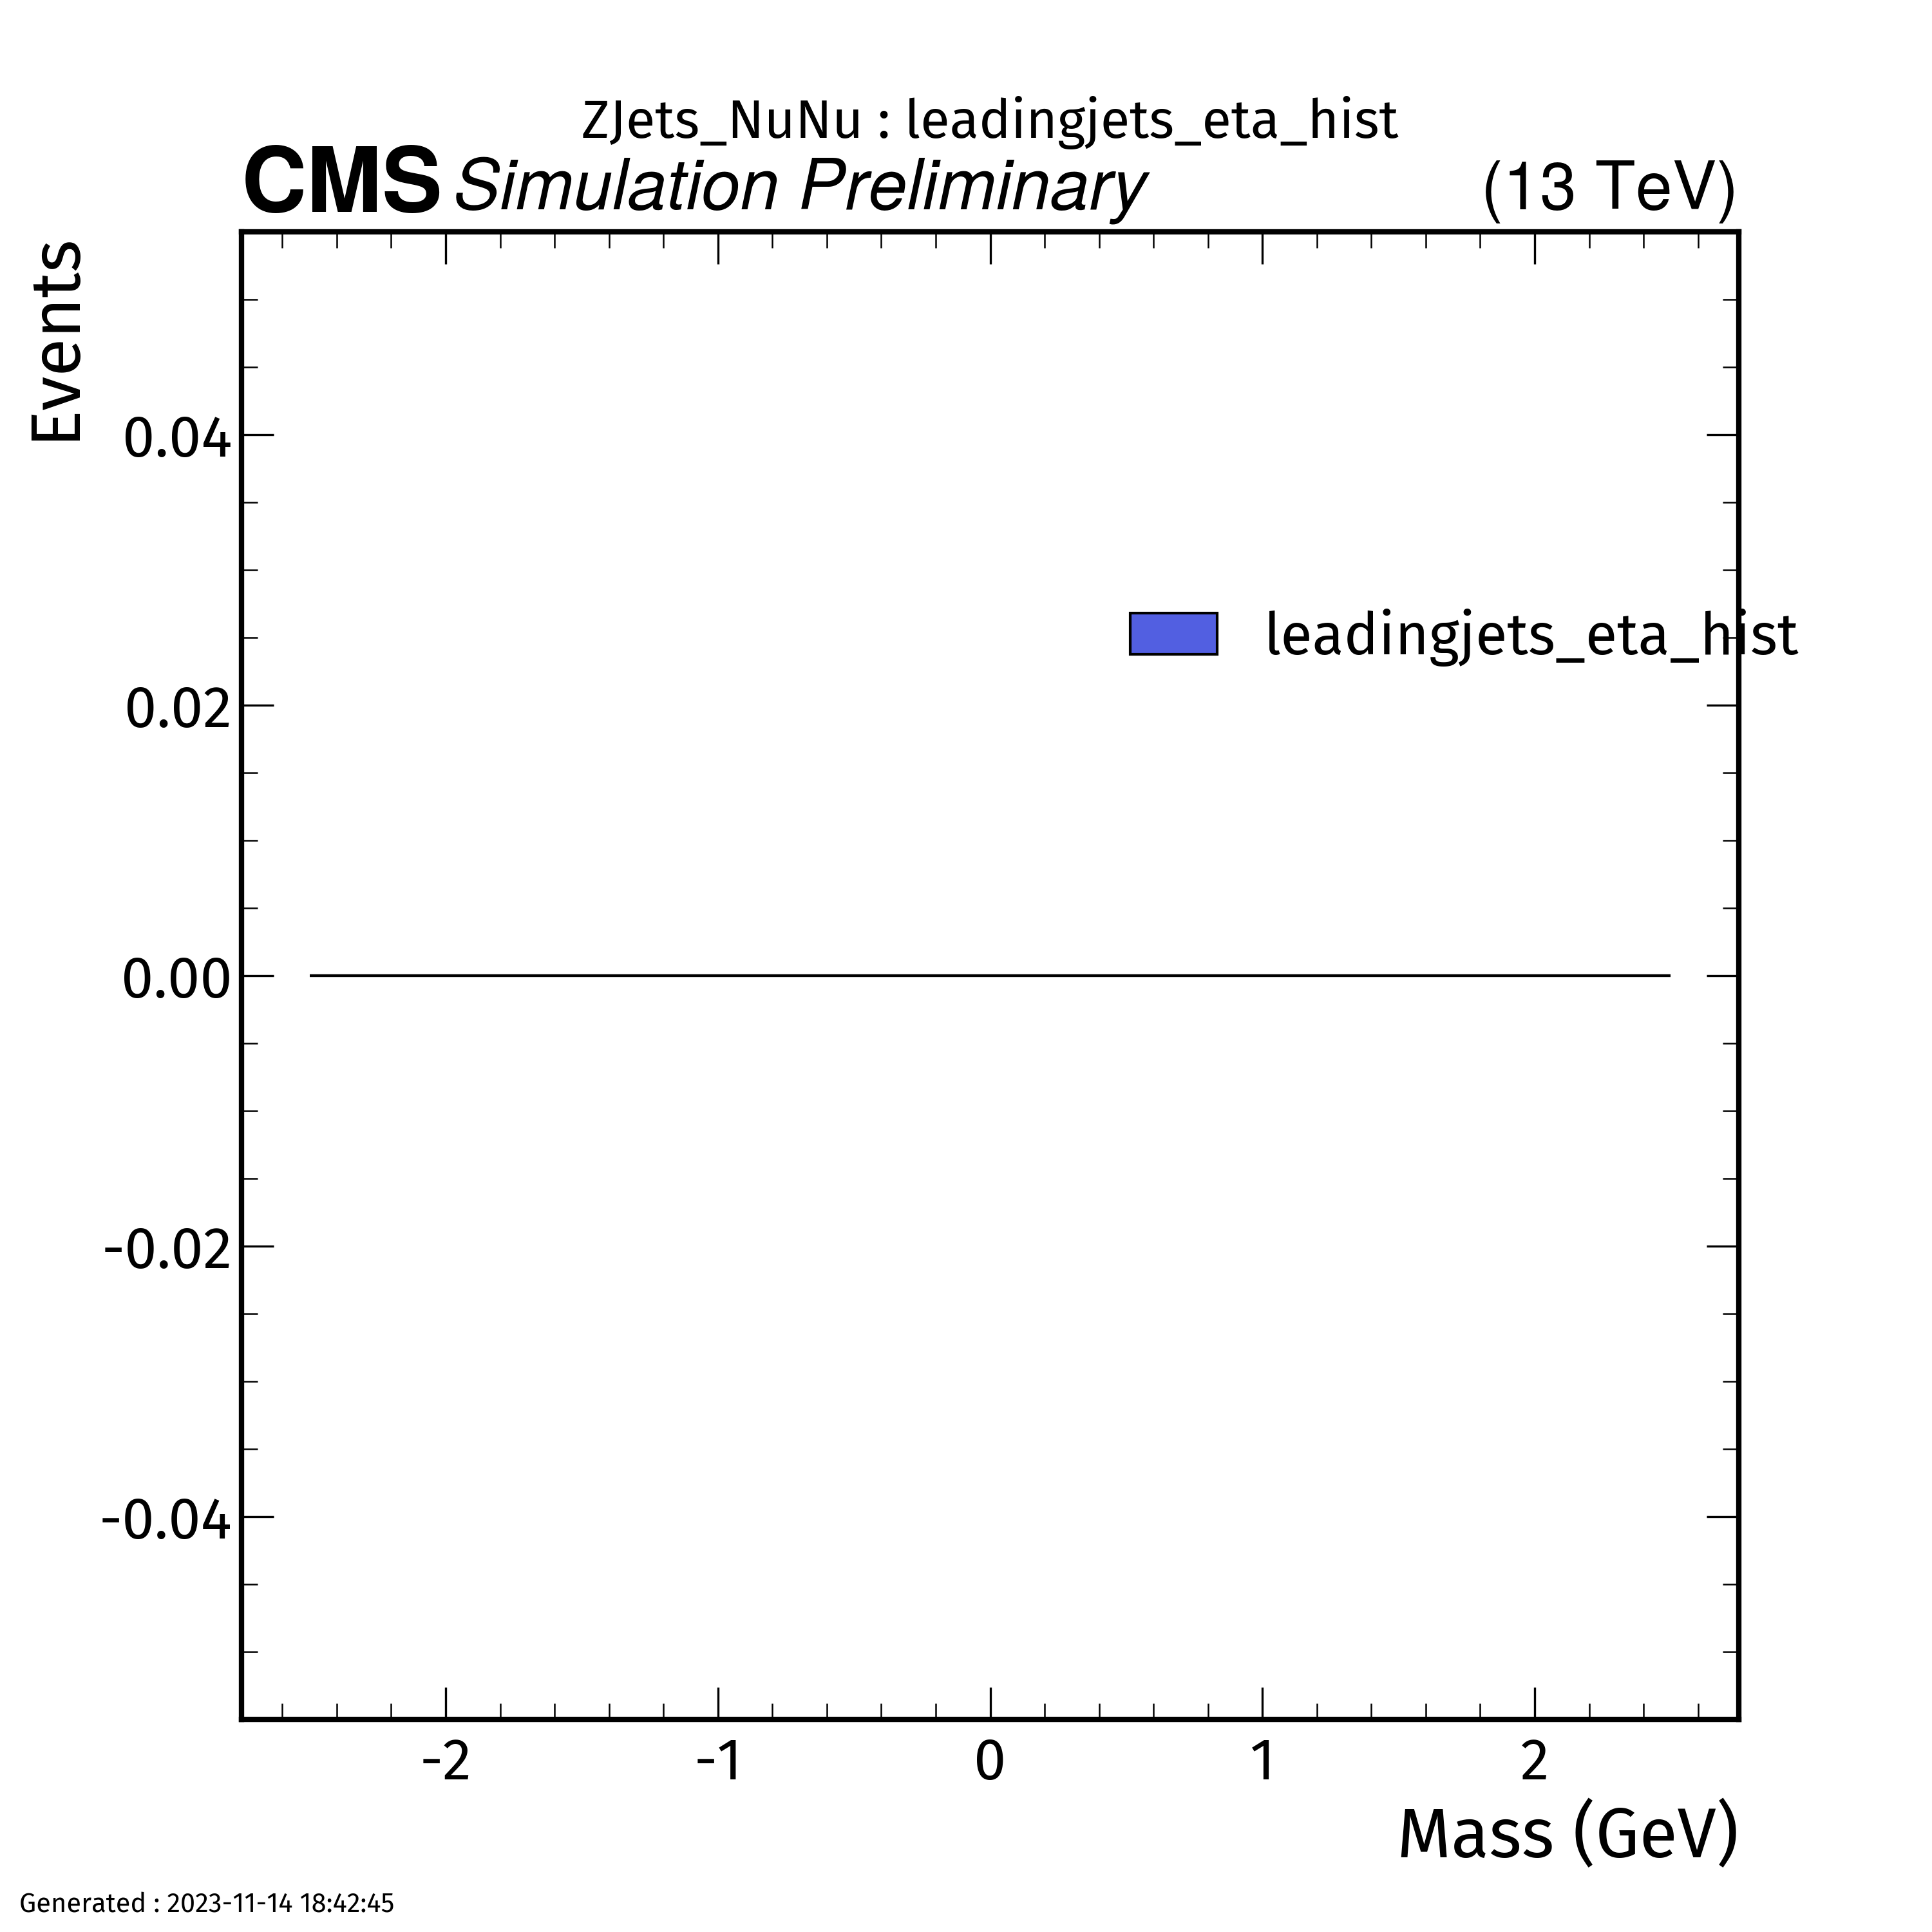 ZJets_NuNu : leadingjets_eta_hist
CMS Simulation Preliminary (13 TeV)
Events
0.04
leadingjets_eta_hist
0.02
0.00
-0.02
-0.04
-2 -1 0 1 2
Mass (GeV)
Generated : 2023-11-14 18:42:45